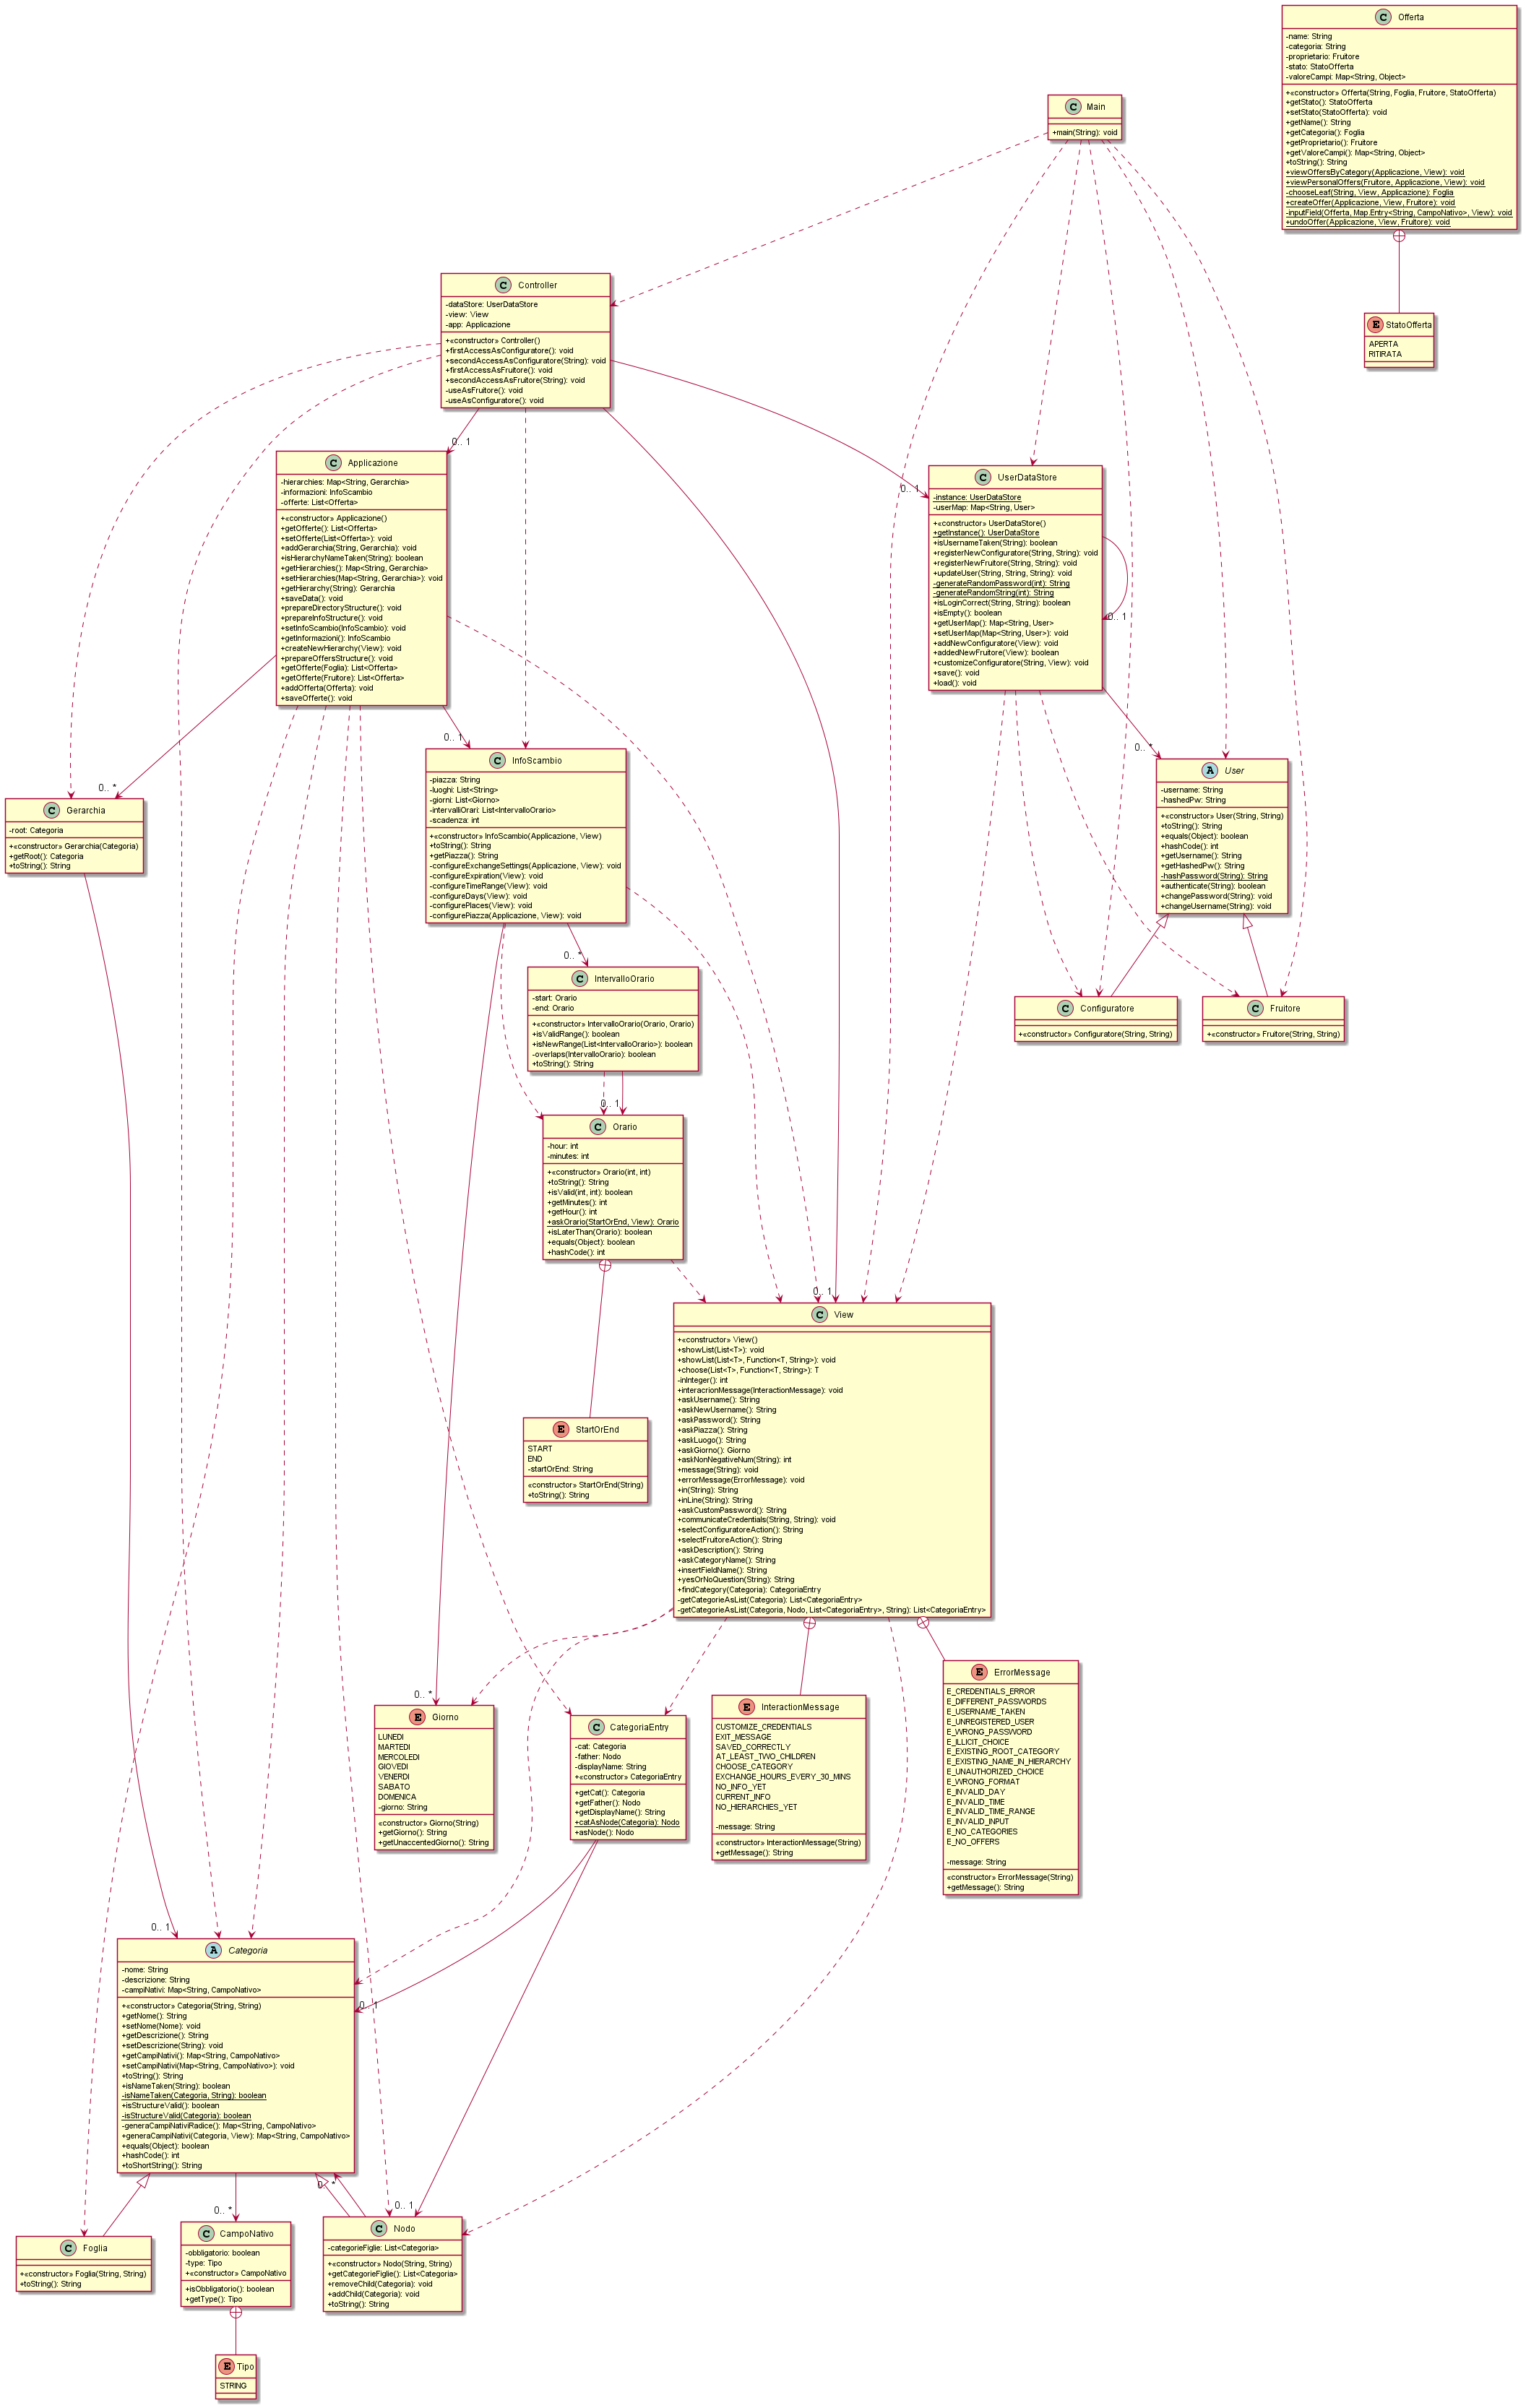 C Offerta
-name: String
-categoria: String
-proprietario: Fruitore
-stato: StatoOfferta
-valoreCampi: Map<String, Object>
+«constructor» Offerta(String, Foglia, Fruitore, StatoOfferta)
+getStato(): StatoOfferta
+setStato(StatoOfferta): void
+getName(): String
+getCategoria(): Foglia
+getProprietario(): Fruitore
+getValoreCampi(): Map<String, Object>
+toString(): String
+viewOffersByCategory(Applicazione, View): void
+viewPersonalOffers(Fruitore, Applicazione, View): void
-chooseLeaf(String, View, Applicazione): Foglia
+createOffer(Applicazione, View, Fruitore): void
-inputField(Offerta, Map.Entry<String, CampoNativo>, View): void
+undoOffer(Applicazione, View, Fruitore): void
C Main
+main(String): void
C Controller
-dataStore: UserDataStore
-view: View
-app: Applicazione
+«constructor» Controller()
+firstAccessAsConfiguratore(): void
+secondAccessAsConfiguratore(String): void
+firstAccessAsFruitore(): void
+secondAccessAsFruitore(String): void
-useAsFruitore(): void
-useAsConfiguratore(): void
E StatoOfferta
APERTA
RITIRATA
0.. 1
C Applicazione
-hierarchies: Map<String, Gerarchia>
-informazioni: InfoScambio
-offerte: List<Offerta>
+«constructor» Applicazione()
+getOfferte(): List<Offerta>
+setOfferte(List<Offerta>): void
+addGerarchia(String, Gerarchia): void
+isHierarchyNameTaken(String): boolean
+getHierarchies(): Map<String, Gerarchia>
+setHierarchies(Map<String, Gerarchia>): void
+getHierarchy(String): Gerarchia
+saveData(): void
+prepareDirectoryStructure(): void
+prepareInfoStructure(): void
+setInfoScambio(InfoScambio): void
+getInformazioni(): InfoScambio
+createNewHierarchy(View): void
+prepareOffersStructure(): void
+getOfferte(Foglia): List<Offerta>
+getOfferte(Fruitore): List<Offerta>
+addOfferta(Offerta): void
+saveOfferte(): void
0.. 1
C UserDataStore
-instance: UserDataStore
-userMap: Map<String, User>
+«constructor» UserDataStore()
+getInstance(): UserDataStore
+isUsernameTaken(String): boolean
+registerNewConfiguratore(String, String): void
+registerNewFruitore(String, String): void
+updateUser(String, String, String): void
-generateRandomPassword(int): String
-generateRandomString(int): String
+isLoginCorrect(String, String): boolean
+isEmpty(): boolean
+getUserMap(): Map<String, User>
+setUserMap(Map<String, User>): void
+addNewConfiguratore(View): void
+addedNewFruitore(View): boolean
+customizeConfiguratore(String, View): void
+save(): void
+load(): void
0.. 1
0.. 1
0.. *
0.. *
C InfoScambio
-piazza: String
-luoghi: List<String>
-giorni: List<Giorno>
-intervalliOrari: List<IntervalloOrario>
-scadenza: int
+«constructor» InfoScambio(Applicazione, View)
+toString(): String
+getPiazza(): String
-configureExchangeSettings(Applicazione, View): void
-configureExpiration(View): void
-configureTimeRange(View): void
-configureDays(View): void
-configurePlaces(View): void
-configurePiazza(Applicazione, View): void
A User
-username: String
-hashedPw: String
+«constructor» User(String, String)
+toString(): String
+equals(Object): boolean
+hashCode(): int
+getUsername(): String
+getHashedPw(): String
-hashPassword(String): String
+authenticate(String): boolean
+changePassword(String): void
+changeUsername(String): void
C Gerarchia
-root: Categoria
+«constructor» Gerarchia(Categoria)
+getRoot(): Categoria
+toString(): String
0.. *
C IntervalloOrario
-start: Orario
-end: Orario
+«constructor» IntervalloOrario(Orario, Orario)
+isValidRange(): boolean
+isNewRange(List<IntervalloOrario>): boolean
-overlaps(IntervalloOrario): boolean
+toString(): String
C Configuratore
+«constructor» Configuratore(String, String)
C Fruitore
+«constructor» Fruitore(String, String)
0.. 1
C Orario
-hour: int
-minutes: int
+«constructor» Orario(int, int)
+toString(): String
+isValid(int, int): boolean
+getMinutes(): int
+getHour(): int
+askOrario(StartOrEnd, View): Orario
+isLaterThan(Orario): boolean
+equals(Object): boolean
+hashCode(): int
0.. 1
C View
+«constructor» View()
+showList(List<T>): void
+showList(List<T>, Function<T, String>): void
+choose(List<T>, Function<T, String>): T
-inInteger(): int
+interacrionMessage(InteractionMessage): void
+askUsername(): String
+askNewUsername(): String
+askPassword(): String
+askPiazza(): String
+askLuogo(): String
+askGiorno(): Giorno
+askNonNegativeNum(String): int
+message(String): void
+errorMessage(ErrorMessage): void
+in(String): String
+inLine(String): String
+askCustomPassword(): String
+communicateCredentials(String, String): void
+selectConfiguratoreAction(): String
+selectFruitoreAction(): String
+askDescription(): String
+askCategoryName(): String
+insertFieldName(): String
+yesOrNoQuestion(String): String
+findCategory(Categoria): CategoriaEntry
-getCategorieAsList(Categoria): List<CategoriaEntry>
-getCategorieAsList(Categoria, Nodo, List<CategoriaEntry>, String): List<CategoriaEntry>
E StartOrEnd
START
END
-startOrEnd: String
«constructor» StartOrEnd(String)
+toString(): String
0.. *
E Giorno
LUNEDI
MARTEDI
MERCOLEDI
GIOVEDI
VENERDI
SABATO
DOMENICA
-giorno: String
«constructor» Giorno(String)
+getGiorno(): String
+getUnaccentedGiorno(): String
C CategoriaEntry
-cat: Categoria
-father: Nodo
-displayName: String
+«constructor» CategoriaEntry
+getCat(): Categoria
+getFather(): Nodo
+getDisplayName(): String
+catAsNode(Categoria): Nodo
+asNode(): Nodo
E InteractionMessage
CUSTOMIZE_CREDENTIALS
EXIT_MESSAGE
SAVED_CORRECTLY
AT_LEAST_TWO_CHILDREN
CHOOSE_CATEGORY
EXCHANGE_HOURS_EVERY_30_MINS
NO_INFO_YET
CURRENT_INFO
NO_HIERARCHIES_YET
-message: String
«constructor» InteractionMessage(String)
+getMessage(): String
E ErrorMessage
E_CREDENTIALS_ERROR
E_DIFFERENT_PASSWORDS
E_USERNAME_TAKEN
E_UNREGISTERED_USER
E_WRONG_PASSWORD
E_ILLICIT_CHOICE
E_EXISTING_ROOT_CATEGORY
E_EXISTING_NAME_IN_HIERARCHY
E_UNAUTHORIZED_CHOICE
E_WRONG_FORMAT
E_INVALID_DAY
E_INVALID_TIME
E_INVALID_TIME_RANGE
E_INVALID_INPUT
E_NO_CATEGORIES
E_NO_OFFERS
-message: String
«constructor» ErrorMessage(String)
+getMessage(): String
0.. 1
A Categoria
-nome: String
-descrizione: String
-campiNativi: Map<String, CampoNativo>
+«constructor» Categoria(String, String)
+getNome(): String
+setNome(Nome): void
+getDescrizione(): String
+setDescrizione(String): void
+getCampiNativi(): Map<String, CampoNativo>
+setCampiNativi(Map<String, CampoNativo>): void
+toString(): String
+isNameTaken(String): boolean
-isNameTaken(Categoria, String): boolean
+isStructureValid(): boolean
-isStructureValid(Categoria): boolean
-generaCampiNativiRadice(): Map<String, CampoNativo>
+generaCampiNativi(Categoria, View): Map<String, CampoNativo>
+equals(Object): boolean
+hashCode(): int
+toShortString(): String
0.. 1
0.. *
0.. *
0.. 1
C Foglia
+«constructor» Foglia(String, String)
+toString(): String
C CampoNativo
-obbligatorio: boolean
-type: Tipo
+«constructor» CampoNativo
+isObbligatorio(): boolean
+getType(): Tipo
C Nodo
-categorieFiglie: List<Categoria>
+«constructor» Nodo(String, String)
+getCategorieFiglie(): List<Categoria>
+removeChild(Categoria): void
+addChild(Categoria): void
+toString(): String
E Tipo
STRING